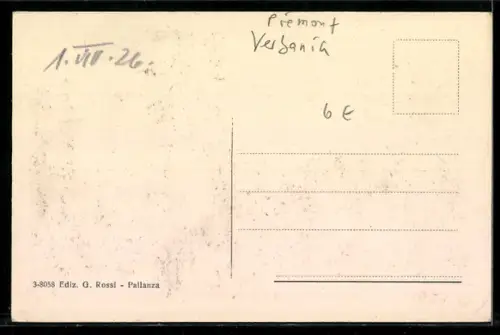 Piemont
Verbania
1. VII. 26.
6 €
3-8058 Ediz. G. Rossi - Pallanza